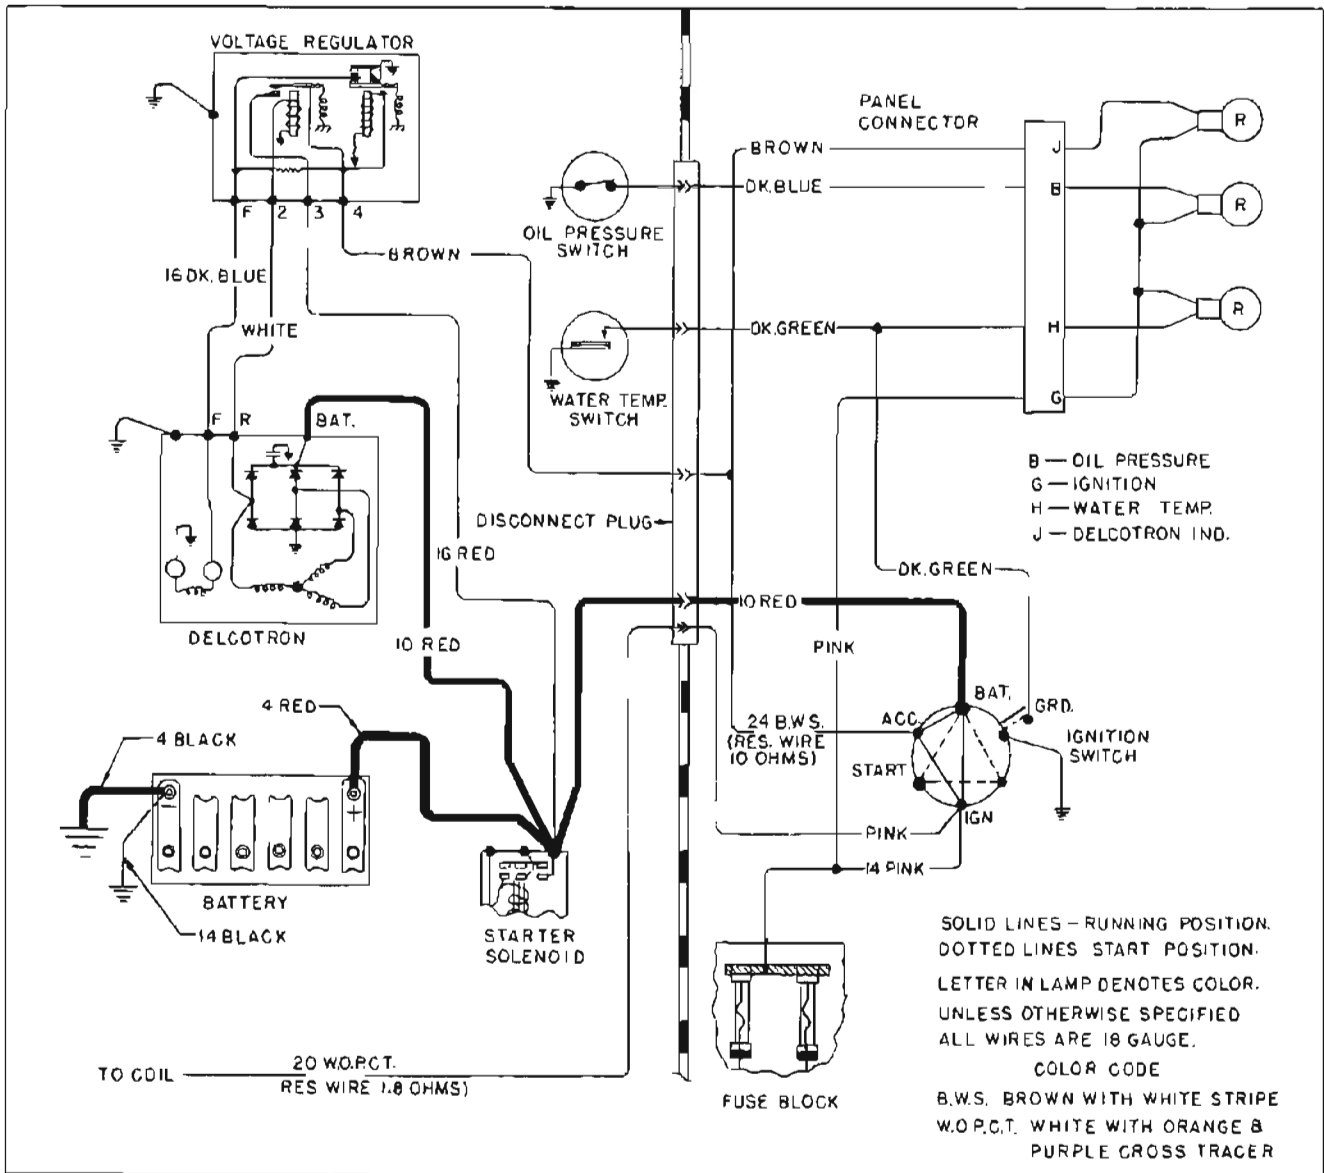 VOLTAGE REGULATOR
F 2 3 4
16 DK. BLUE
WHITE
BROWN
F R BAT.
DELCOTRON
16 RED
10 RED
4 RED
4 BLACK
− +
BATTERY
14 BLACK
STARTER
SOLENOID
TO COIL
20 W.O.P.C.T.
RES WIRE 1.8 OHMS)
OIL PRESSURE
SWITCH
WATER TEMP.
SWITCH
DISCONNECT PLUG
PANEL
CONNECTOR
BROWN
DK. BLUE
DK. GREEN
J
B
H
G
R
R
R
B — OIL PRESSURE
G — IGNITION
H — WATER TEMP.
J — DELCOTRON IND.
DK. GREEN
10 RED
PINK
BAT.
GRD.
ACC.
24 B.W.S.
(RES. WIRE
10 OHMS)
START
IGNITION
SWITCH
IGN
PINK
14 PINK
FUSE BLOCK
SOLID LINES – RUNNING POSITION.
DOTTED LINES START POSITION.
LETTER IN LAMP DENOTES COLOR.
UNLESS OTHERWISE SPECIFIED
ALL WIRES ARE 18 GAUGE.
COLOR CODE
B.W.S. BROWN WITH WHITE STRIPE
W.O P.C.T. WHITE WITH ORANGE &
PURPLE CROSS TRACER